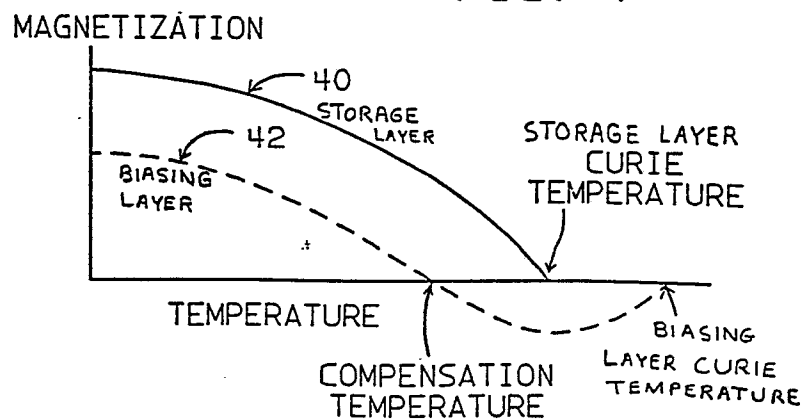 MAGNETIZATION
40
STORAGE
LAYER
42
BIASING
LAYER
STORAGE LAYER
CURIE
TEMPERATURE
TEMPERATURE
COMPENSATION
TEMPERATURE
BIASING
LAYER CURIE
TEMPERATURE